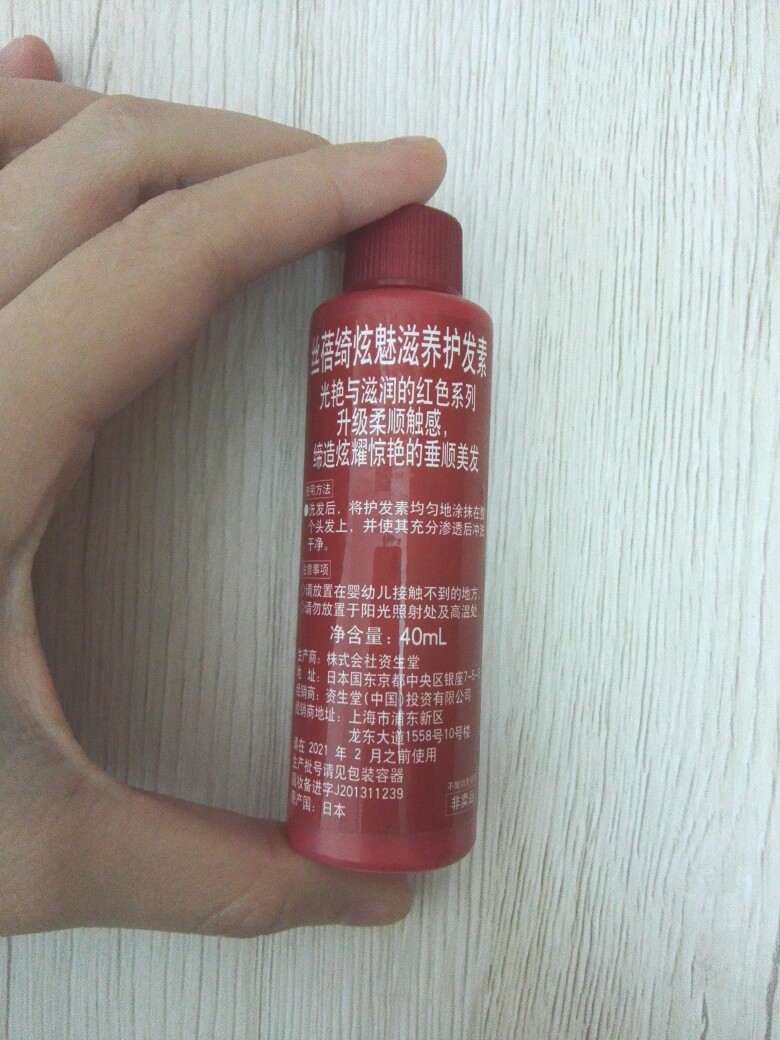 丝蓓绮炫魅滋养护发素
光艳与滋润的红色系列
升级柔顺触感，
缔造炫耀惊艳的垂顺美发
使用方法
●洗发后，将护发素均匀地涂抹在整
个头发上，并使其充分渗透后冲洗
干净。
注意事项
请放置在婴幼儿接触不到的地方。
请勿放置于阳光照射处及高温处。
净含量：40mL
生产商：株式会社资生堂
地 址：日本国东京都中央区银座7-5-5
经销商：资生堂(中国)投资有限公司
经销商地址：上海市浦东新区
龙东大道1558号10号楼
请在 2021 年 2 月之前使用
生产批号请见包装容器
国妆备进字J201311239
原产国：日本
非卖品